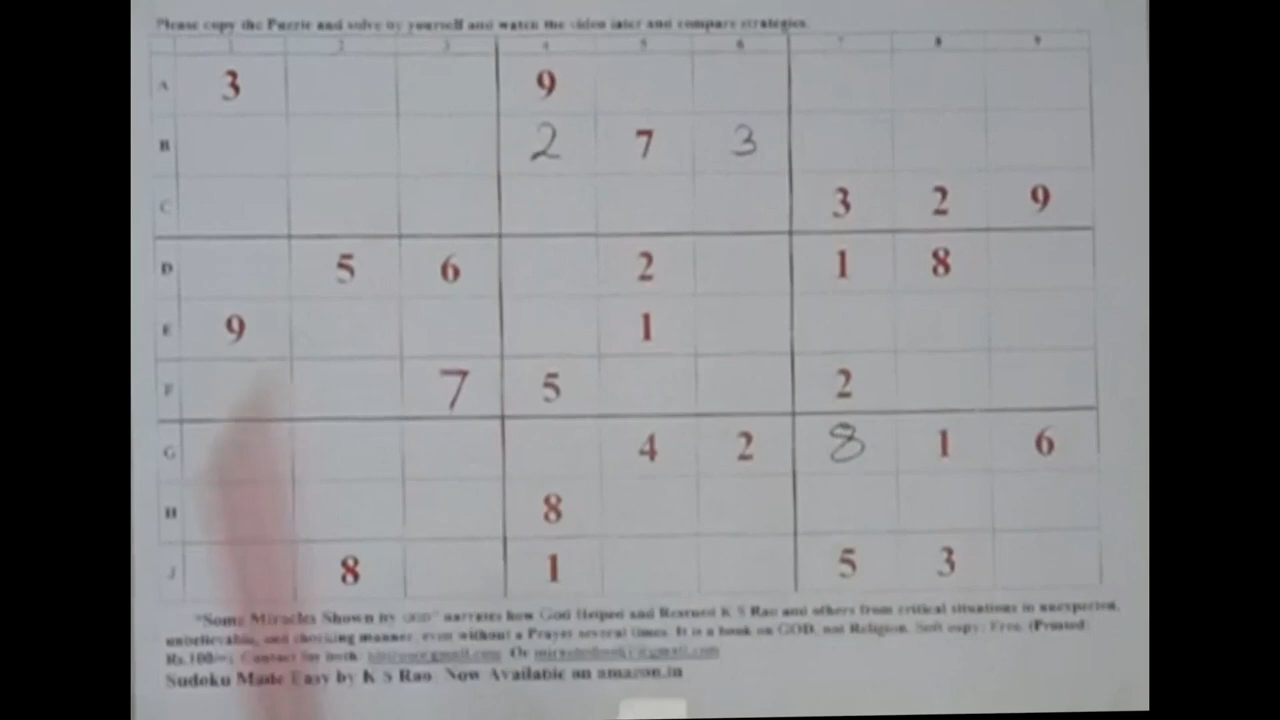 Please copy the Puzzle and solve by yourself and watch the video later and compare strategies.
1 2 3 4 5 6 7 8 9
A 3 9
B 2 7 3
C 3 2 9
D 5 6 2 1 8
E 9 1
F 7 5 2
G 4 2 8 1 6
H 8
J 8 1 5 3
"Some Miracles Shown by GOD" narrates how God Helped and Rescued K S Rao and others from critical situations in unexpected,
unbelievable, and shocking manner, even without a Prayer several times. It is a book on GOD, not Religion. Soft copy: Free. (Printed:
Rs.100/=). Contact for both: Or
Sudoku Made Easy by K S Rao Now Available on amazon.in